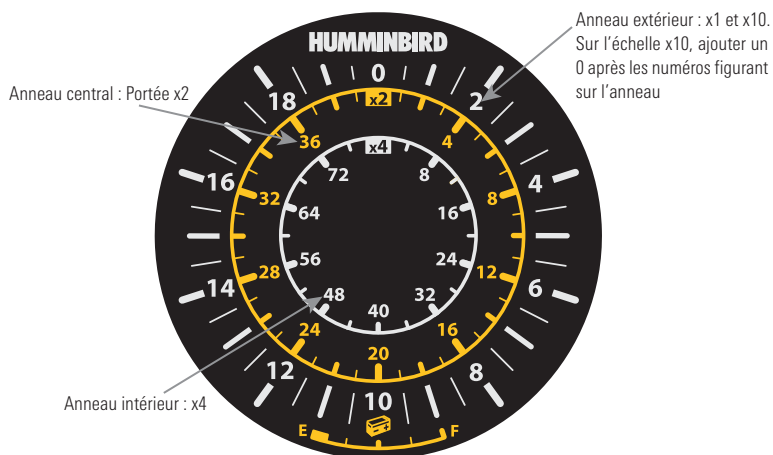 HUMMINBIRD
Anneau extérieur : x1 et x10.
Sur l'échelle x10, ajouter un
0 après les numéros figurant
sur l'anneau
Anneau central : Portée x2
Anneau intérieur : x4
0
2
4
6
8
10
12
14
16
18
x2
4
8
12
16
20
24
28
32
36
x4
8
16
24
32
40
48
56
64
72
E
F